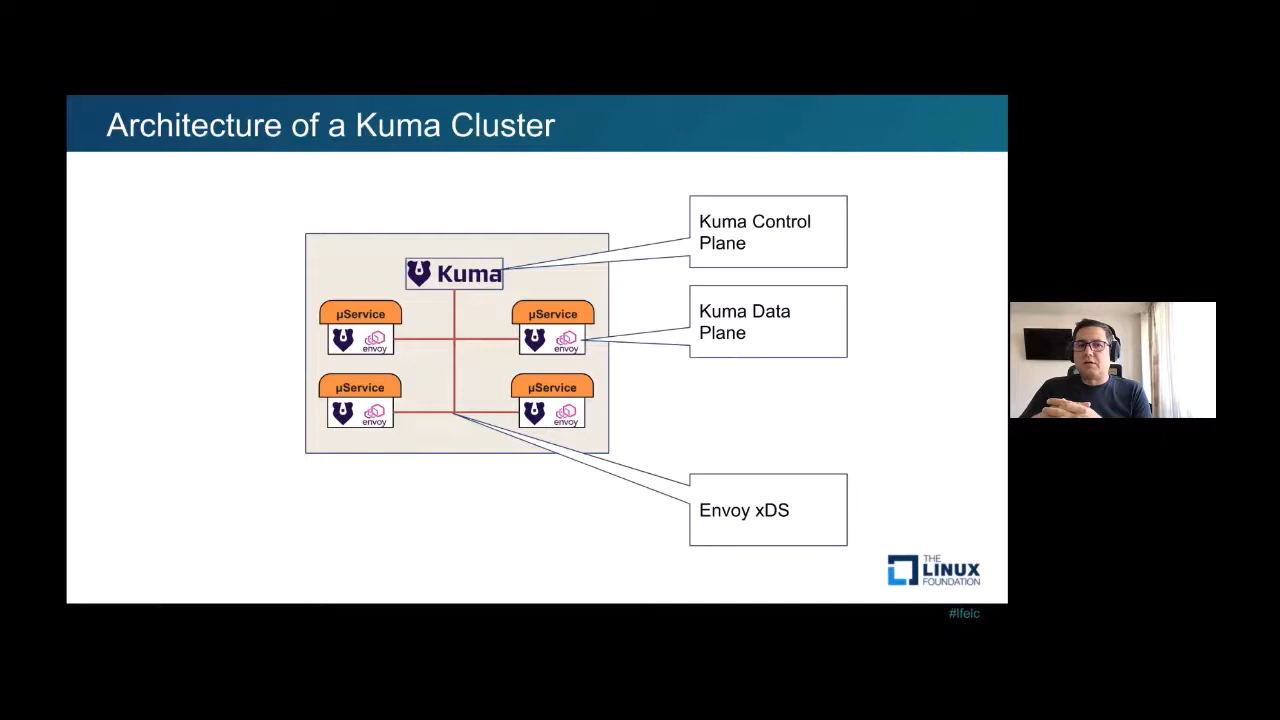 Architecture of a Kuma Cluster
Kuma Control
Plane
Kuma
µService
µService
envoy
envoy
Kuma Data
Plane
µService
µService
envoy
envoy
Envoy xDS
THE
LINUX
FOUNDATION
#lfelc